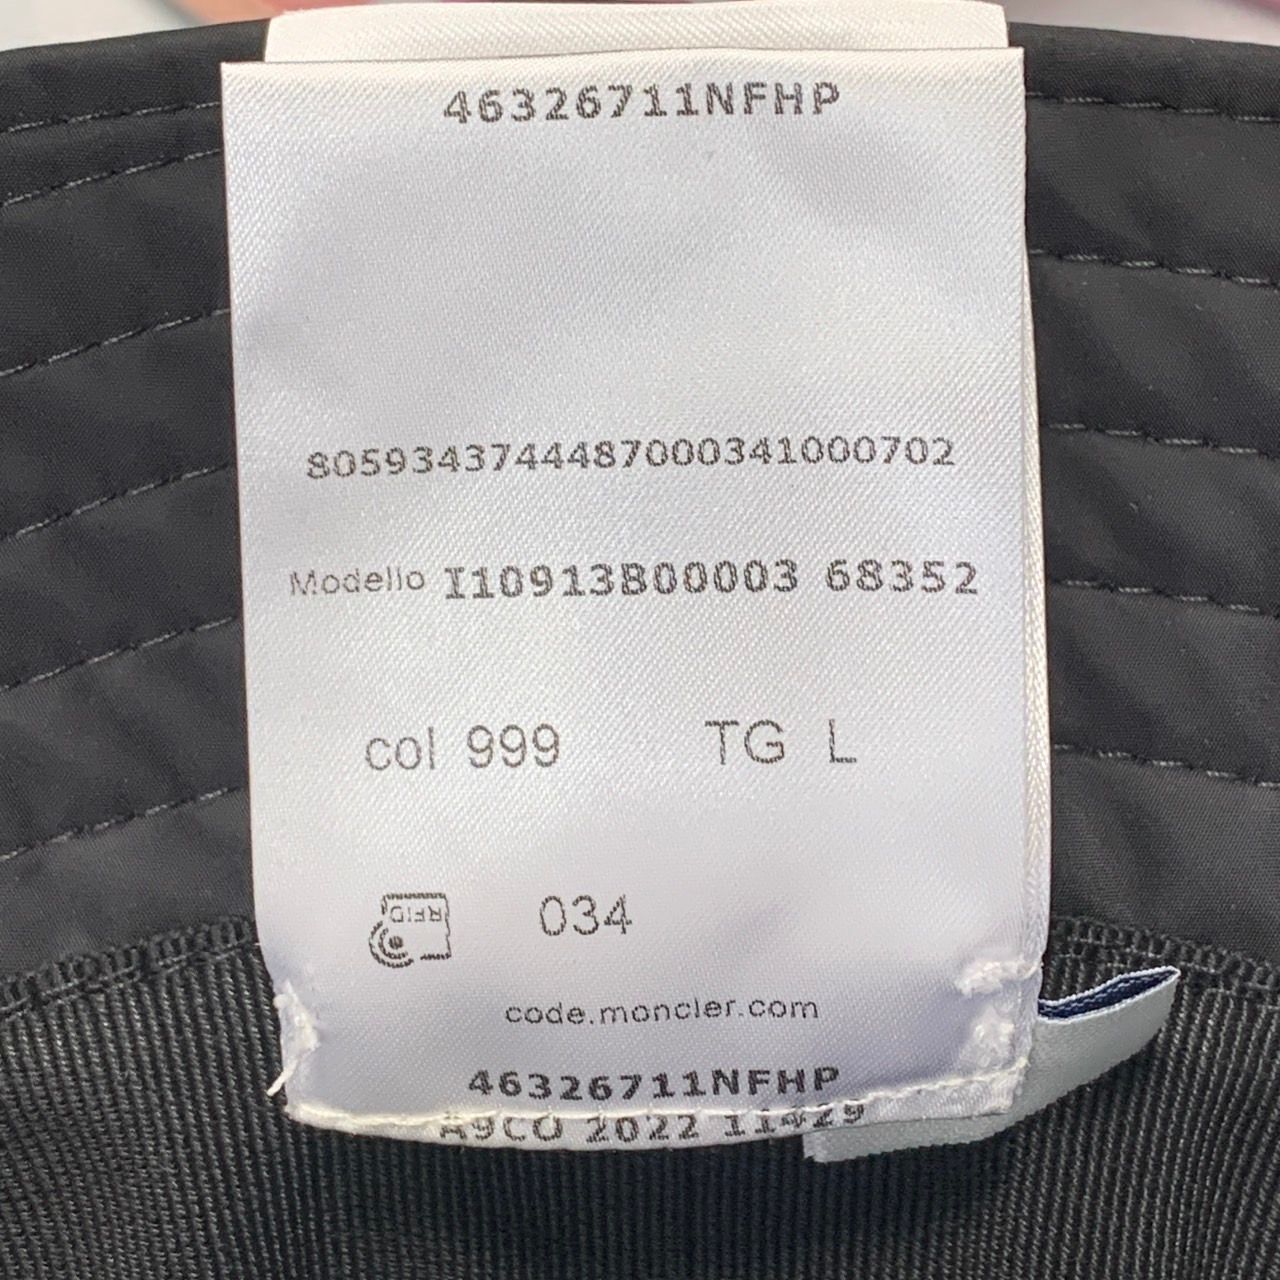 46326711NFHP
8059343744487000341000702
Modello I10913B00003 68352
col 999 TG L
RFID 034
code.moncler.com
46326711NFHP
A9CO 2022 11429